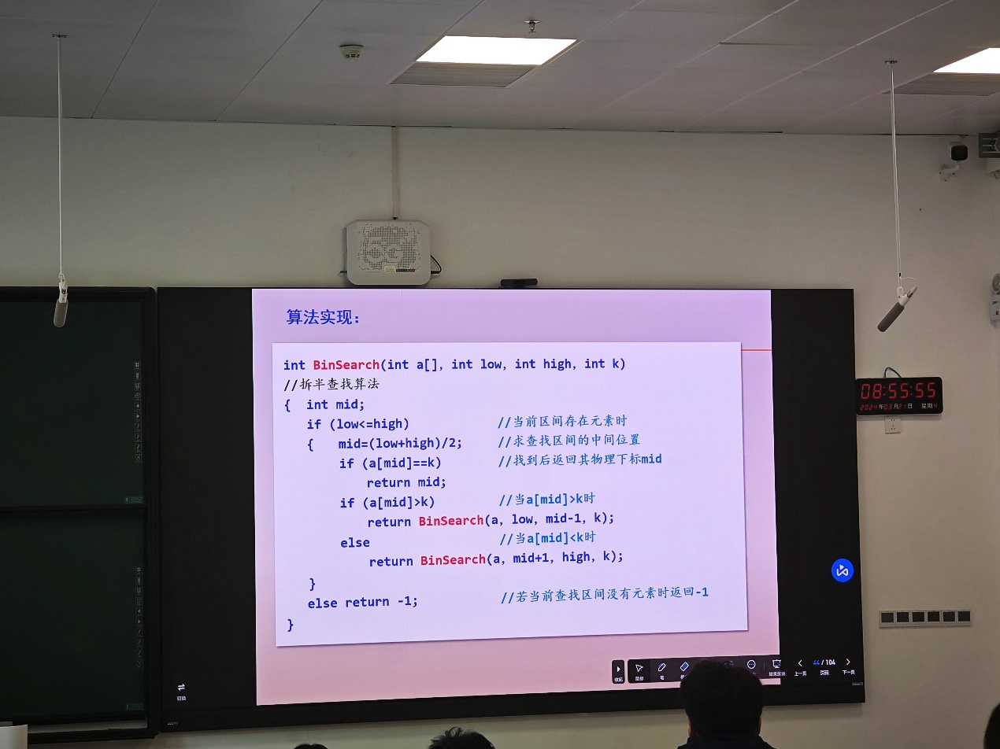 5G
算法实现：
int BinSearch(int a[], int low, int high, int k)
//拆半查找算法
{ int mid;
if (low<=high) //当前区间存在元素时
{ mid=(low+high)/2; //求查找区间的中间位置
if (a[mid]==k) //找到后返回其物理下标mid
return mid;
if (a[mid]>k) //当a[mid]>k时
return BinSearch(a, low, mid-1, k);
else //当a[mid]<k时
return BinSearch(a, mid+1, high, k);
}
else return -1; //若当前查找区间没有元素时返回-1
}
08:55:55
2024年03月21日 星期4
切换
收起 鼠标 笔 结束放映 上一页 44 / 104 页码 下一页